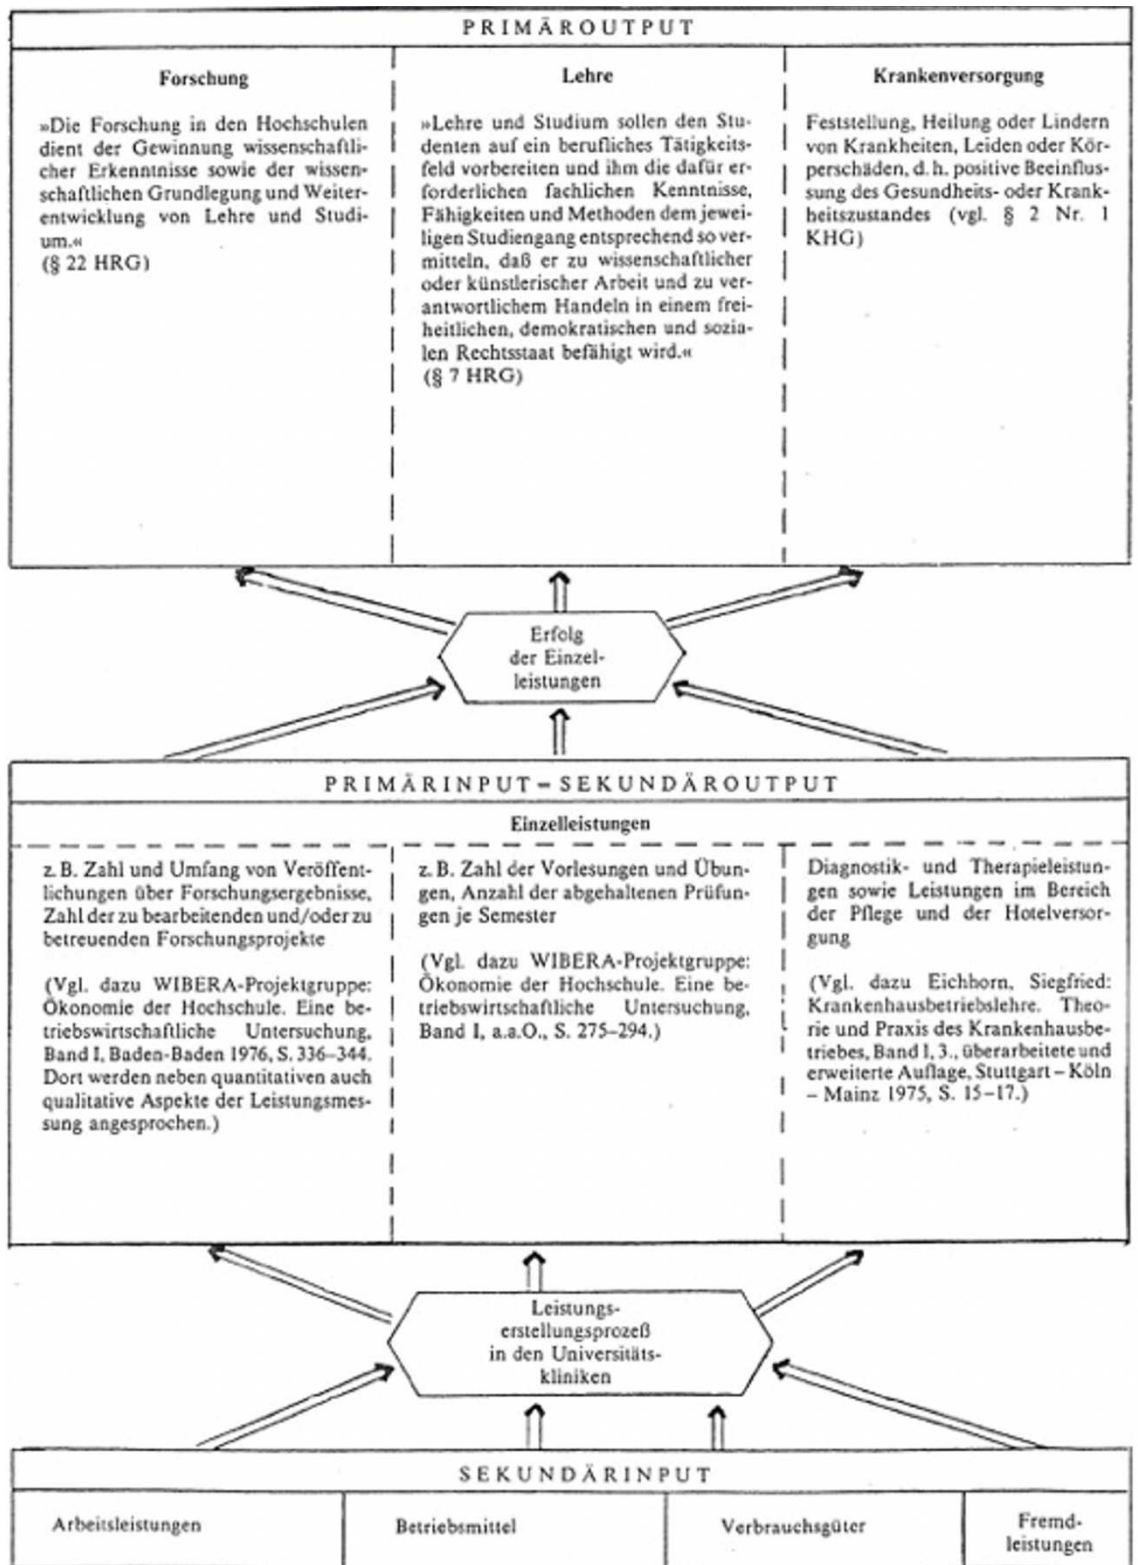 PRIMÄROUTPUT
Forschung
»Die Forschung in den Hochschulen
dient der Gewinnung wissenschaftli-
cher Erkenntnisse sowie der wissen-
schaftlichen Grundlegung und Weiter-
entwicklung von Lehre und Studi-
um.«
(§ 22 HRG)
Lehre
»Lehre und Studium sollen den Stu-
denten auf ein berufliches Tätigkeits-
feld vorbereiten und ihm die dafür er-
forderlichen fachlichen Kenntnisse,
Fähigkeiten und Methoden dem jewei-
ligen Studiengang entsprechend so ver-
mitteln, daß er zu wissenschaftlicher
oder künstlerischer Arbeit und zu ver-
antwortlichem Handeln in einem frei-
heitlichen, demokratischen und sozia-
len Rechtsstaat befähigt wird.«
(§ 7 HRG)
Krankenversorgung
Feststellung, Heilung oder Lindern
von Krankheiten, Leiden oder Kör-
perschäden, d. h. positive Beeinflus-
sung des Gesundheits- oder Krank-
heitszustandes (vgl. § 2 Nr. 1
KHG)
Erfolg
der Einzel-
leistungen
PRIMÄRINPUT – SEKUNDÄROUTPUT
Einzelleistungen
z. B. Zahl und Umfang von Veröffent-
lichungen über Forschungsergebnisse,
Zahl der zu bearbeitenden und/oder zu
betreuenden Forschungsprojekte
(Vgl. dazu WIBERA-Projektgruppe:
Ökonomie der Hochschule. Eine be-
triebswirtschaftliche Untersuchung,
Band I, Baden-Baden 1976, S. 336–344.
Dort werden neben quantitativen auch
qualitative Aspekte der Leistungsmes-
sung angesprochen.)
z. B. Zahl der Vorlesungen und Übun-
gen, Anzahl der abgehaltenen Prüfun-
gen je Semester
(Vgl. dazu WIBERA-Projektgruppe:
Ökonomie der Hochschule. Eine be-
triebswirtschaftliche Untersuchung,
Band I, a.a.O., S. 275–294.)
Diagnostik- und Therapieleistun-
gen sowie Leistungen im Bereich
der Pflege und der Hotelversor-
gung
(Vgl. dazu Eichhorn, Siegfried:
Krankenhausbetriebslehre. Theo-
rie und Praxis des Krankenhausbe-
triebes, Band I, 3., überarbeitete und
erweiterte Auflage, Stuttgart – Köln
– Mainz 1975, S. 15–17.)
Leistungs-
erstellungsprozeß
in den Universitäts-
kliniken
SEKUNDÄRINPUT
Arbeitsleistungen
Betriebsmittel
Verbrauchsgüter
Fremd-
leistungen